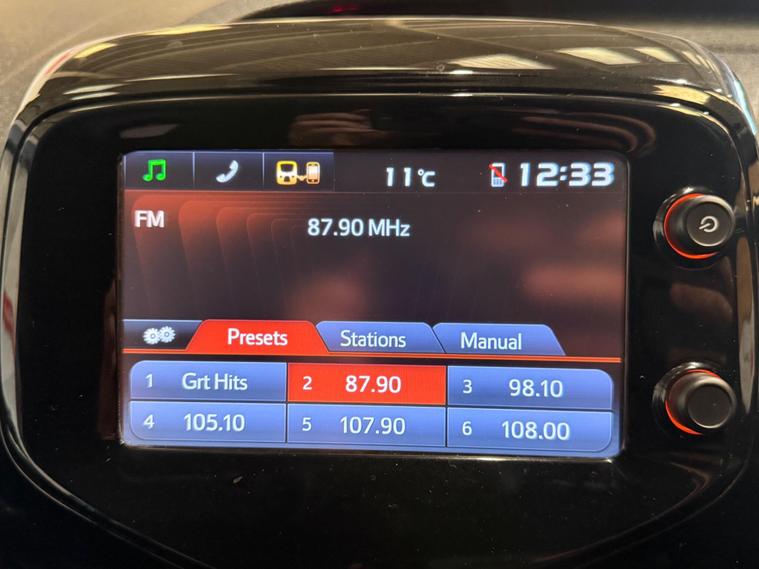 11°C 12:33
FM
87.90 MHz
Presets Stations Manual
1 Grt Hits 2 87.90 3 98.10
4 105.10 5 107.90 6 108.00